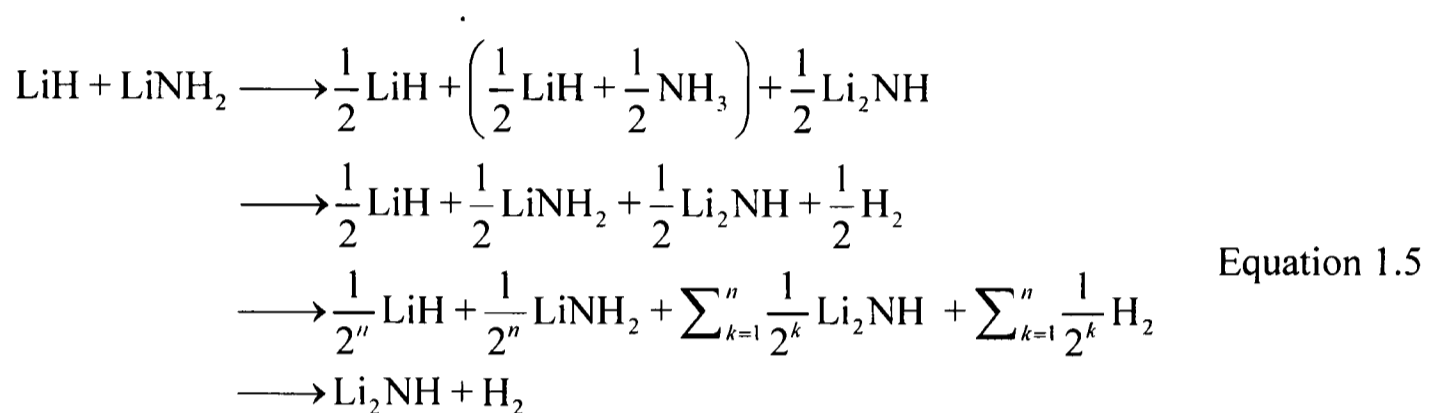 LiH + LiNH₂ ⟶ 1/2 LiH + (1/2 LiH + 1/2 NH₃) + 1/2 Li₂NH
⟶ 1/2 LiH + 1/2 LiNH₂ + 1/2 Li₂NH + 1/2 H₂
Equation 1.5
⟶ 1/2ⁿ LiH + 1/2ⁿ LiNH₂ + ∑ⁿₖ₌₁ 1/2ᵏ Li₂NH + ∑ⁿₖ₌₁ 1/2ᵏ H₂
⟶ Li₂NH + H₂